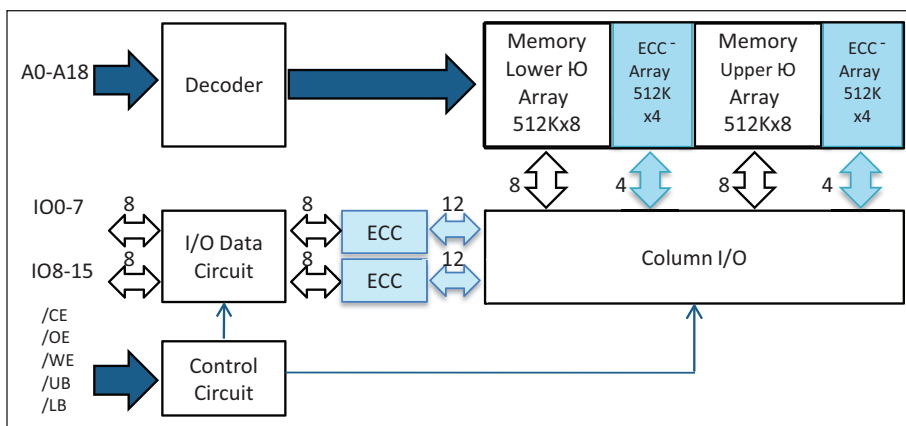 A0-A18
Decoder
Memory
Lower IO
Array
512Kx8
ECC -
Array
512K
x4
Memory
Upper IO
Array
512Kx8
ECC -
Array
512K
x4
8
4
8
4
IO0-7
8
8
12
I/O Data
Circuit
ECC
Column I/O
IO8-15
8
8
12
ECC
/CE
/OE
/WE
/UB
/LB
Control
Circuit